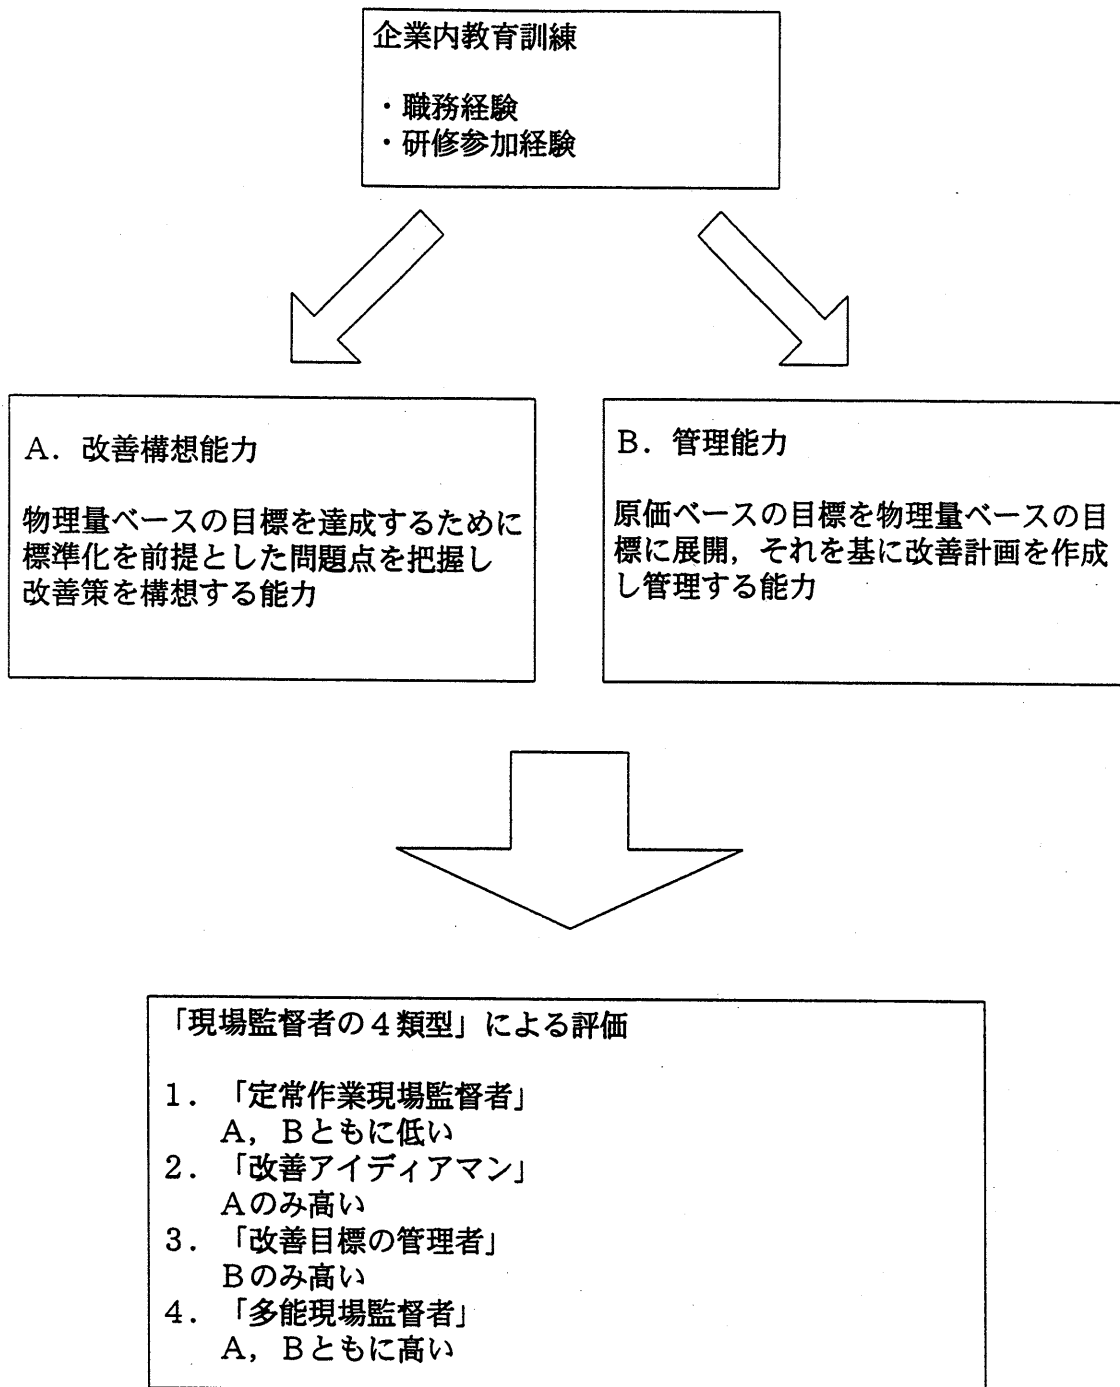 企業内教育訓練
・職務経験
・研修参加経験
A．改善構想能力
物理量ベースの目標を達成するために
標準化を前提とした問題点を把握し
改善策を構想する能力
B．管理能力
原価ベースの目標を物理量ベースの目
標に展開，それを基に改善計画を作成
し管理する能力
「現場監督者の４類型」による評価
１．「定常作業現場監督者」
A，Bともに低い
２．「改善アイディアマン」
Aのみ高い
３．「改善目標の管理者」
Bのみ高い
４．「多能現場監督者」
A，Bともに高い